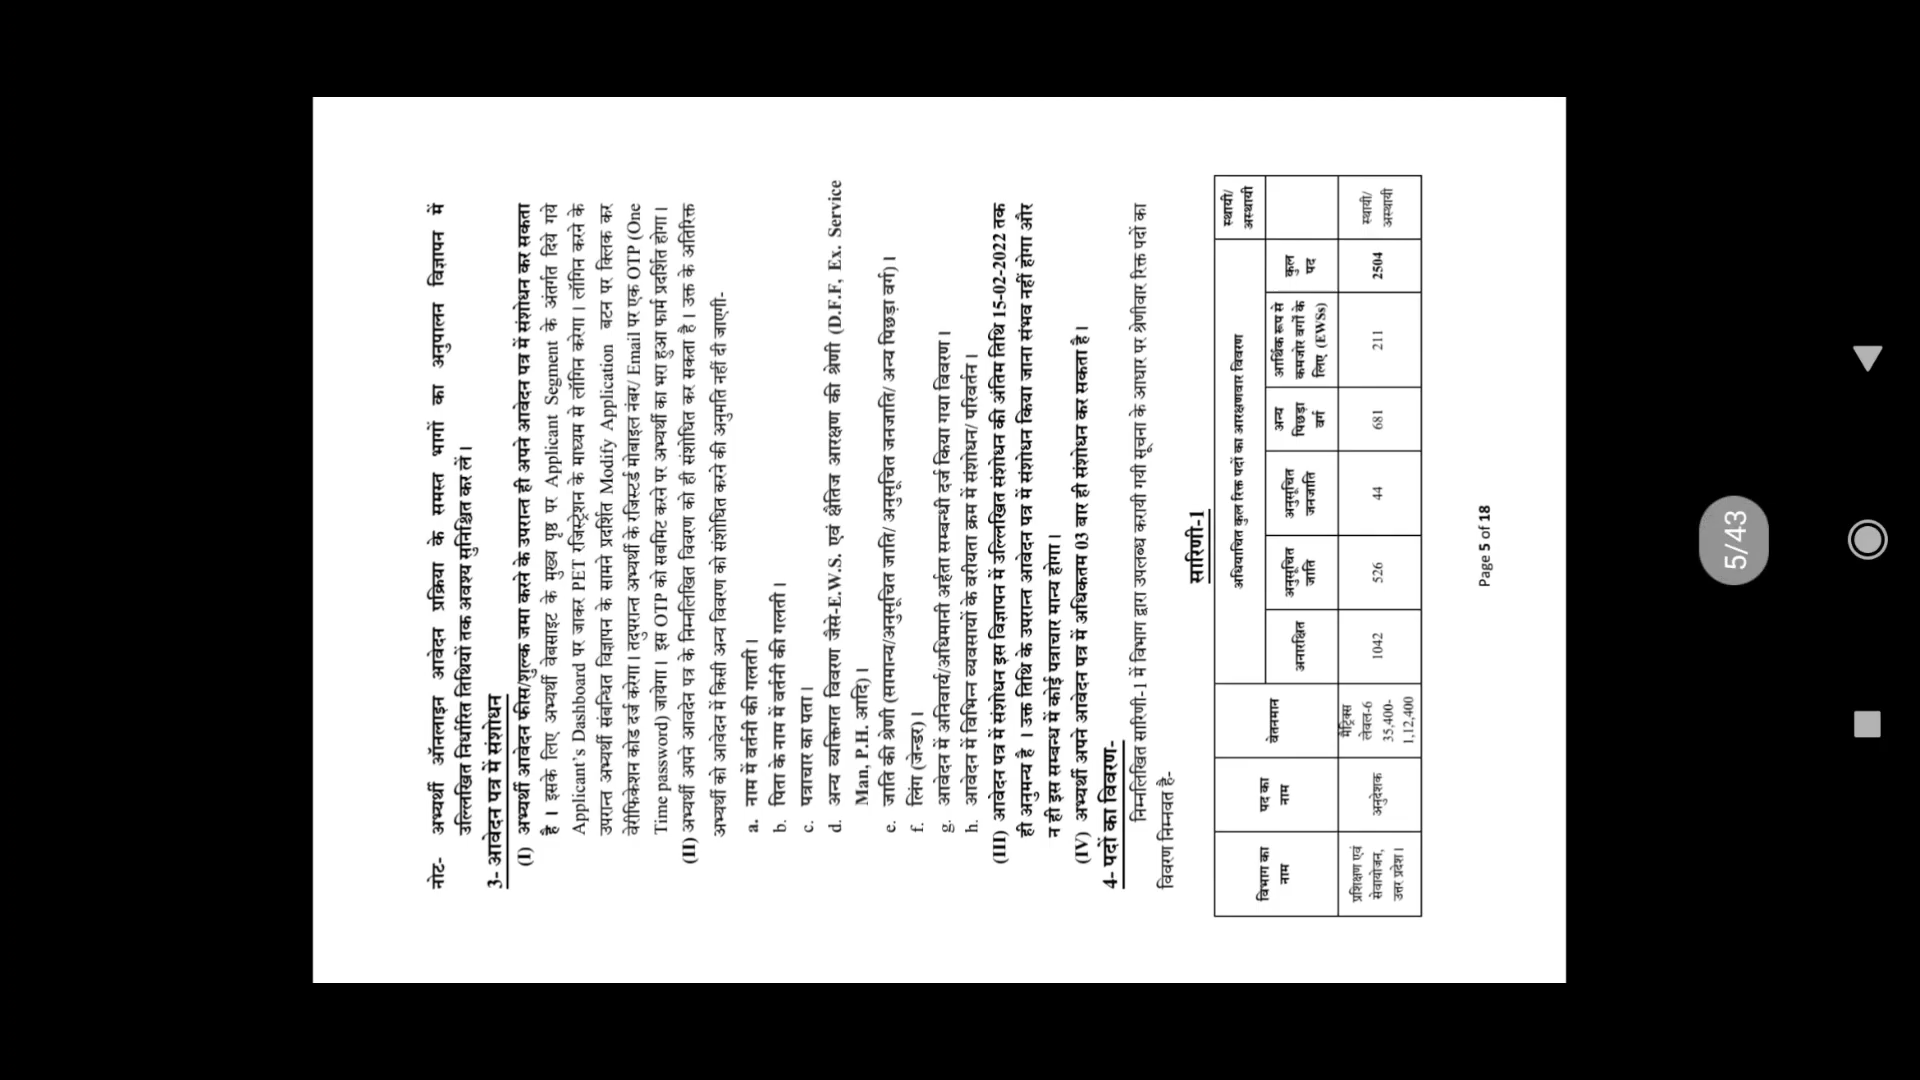 नोट- अभ्यर्थी ऑनलाइन आवेदन प्रक्रिया के समस्त भागों का अनुपालन विज्ञापन में
उल्लिखित निर्धारित तिथियों तक अवश्य सुनिश्चित कर लें।
3- आवेदन पत्र में संशोधन
(I) अभ्यर्थी आवेदन फीस/शुल्क जमा करने के उपरान्त ही अपने आवेदन पत्र में संशोधन कर सकता
है । इसके लिए अभ्यर्थी वेबसाइट के मुख्य पृष्ठ पर Applicant Segment के अंतर्गत दिये गये
Applicant's Dashboard पर जाकर PET रजिस्ट्रेशन के माध्यम से लॉगिन करेगा । लॉगिन करने के
उपरान्त अभ्यर्थी संबन्धित विज्ञापन के सामने प्रदर्शित Modify Application बटन पर क्लिक कर
वेरीफिकेशन कोड दर्ज करेगा। तद्परान्त अभ्यर्थी के रजिस्टर्ड मोबाइल नंबर/ Email पर एक OTP (One
Time password) जायेगा। इस OTP को सबमिट करने पर अभ्यर्थी का भरा हुआ फार्म प्रदर्शित होगा।
(II) अभ्यर्थी अपने आवेदन पत्र के निम्नलिखित विवरण को ही संशोधित कर सकता है । उक्त के अतिरिक्त
अभ्यर्थी को आवेदन में किसी अन्य विवरण को संशोधित करने की अनुमति नहीं दी जाएगी-
a. नाम में वर्तनी की गलती।
b. पिता के नाम में वर्तनी की गलती।
c. पत्राचार का पता।
d. अन्य व्यक्तिगत विवरण जैसे-E.W.S. एवं क्षैतिज आरक्षण की श्रेणी (D.F.F, Ex. Service
Man, P.H. आदि)।
e. जाति की श्रेणी (सामान्य/अनुसूचित जाति/ अनुसूचित जनजाति/ अन्य पिछड़ा वर्ग)।
f. लिंग (जेन्डर)।
g. आवेदन में अनिवार्य/अधिमानी अर्हता सम्बन्धी दर्ज किया गया विवरण।
h. आवेदन में विभिन्न व्यवसायों के वरीयता क्रम में संशोधन/ परिवर्तन।
(III) आवेदन पत्र में संशोधन इस विज्ञापन में उल्लिखित संशोधन की अंतिम तिथि 15-02-2022 तक
ही अनुमन्य है । उक्त तिथि के उपरान्त आवेदन पत्र में संशोधन किया जाना संभव नहीं होगा और
न ही इस सम्बन्ध में कोई पत्राचार मान्य होगा।
(IV) अभ्यर्थी अपने आवेदन पत्र में अधिकतम 03 बार ही संशोधन कर सकता है।
4- पदों का विवरण-
निम्नलिखित सारिणी-1 में विभाग द्वारा उपलब्ध करायी गयी सूचना के आधार पर श्रेणीवार रिक्त पदों का
विवरण निम्नवत है-
सारिणी-1
विभाग का नाम
पद का नाम
वेतनमान
अधियाचित कुल रिक्त पदों का आरक्षणवार विवरण
स्थायी/ अस्थायी
अनारक्षित
अनुसूचित जाति
अनुसूचित जनजाति
अन्य पिछड़ा वर्ग
आर्थिक रूप से कमजोर वर्गों के लिए (EWSs)
कुल पद
प्रशिक्षण एवं सेवायोजन, उत्तर प्रदेश।
अनुदेशक
मैट्रिक्स लेवल-6 35,400-1,12,400
1042
526
44
681
211
2504
स्थायी/ अस्थायी
Page 5 of 18
5/43